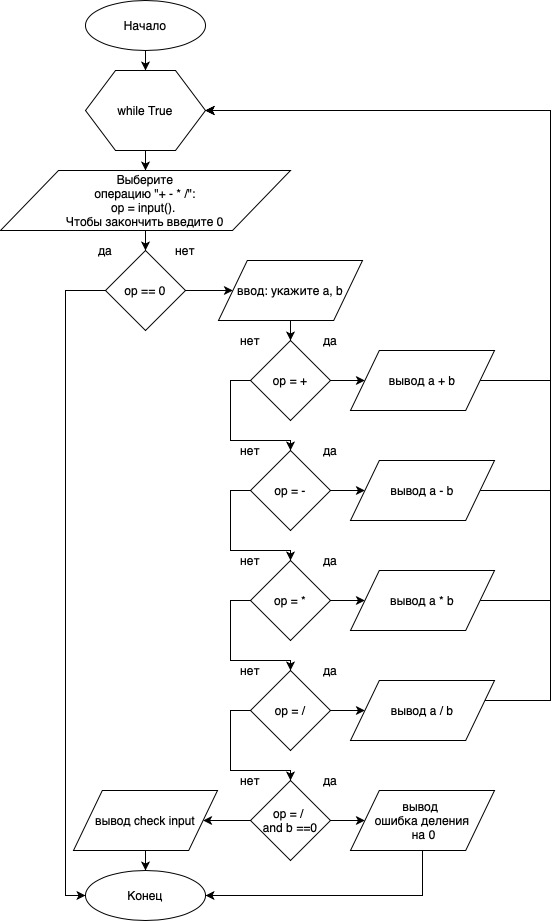 Начало
while True
Выберите
операцию "+ - * /":
op = input().
Чтобы закончить введите 0
да
нет
op == 0
ввод: укажите a, b
нет
да
op = +
вывод a + b
нет
да
op = -
вывод a - b
нет
да
op = *
вывод a * b
нет
да
op = /
вывод a / b
нет
да
вывод check input
op = /
and b ==0
вывод
ошибка деления
на 0
Конец